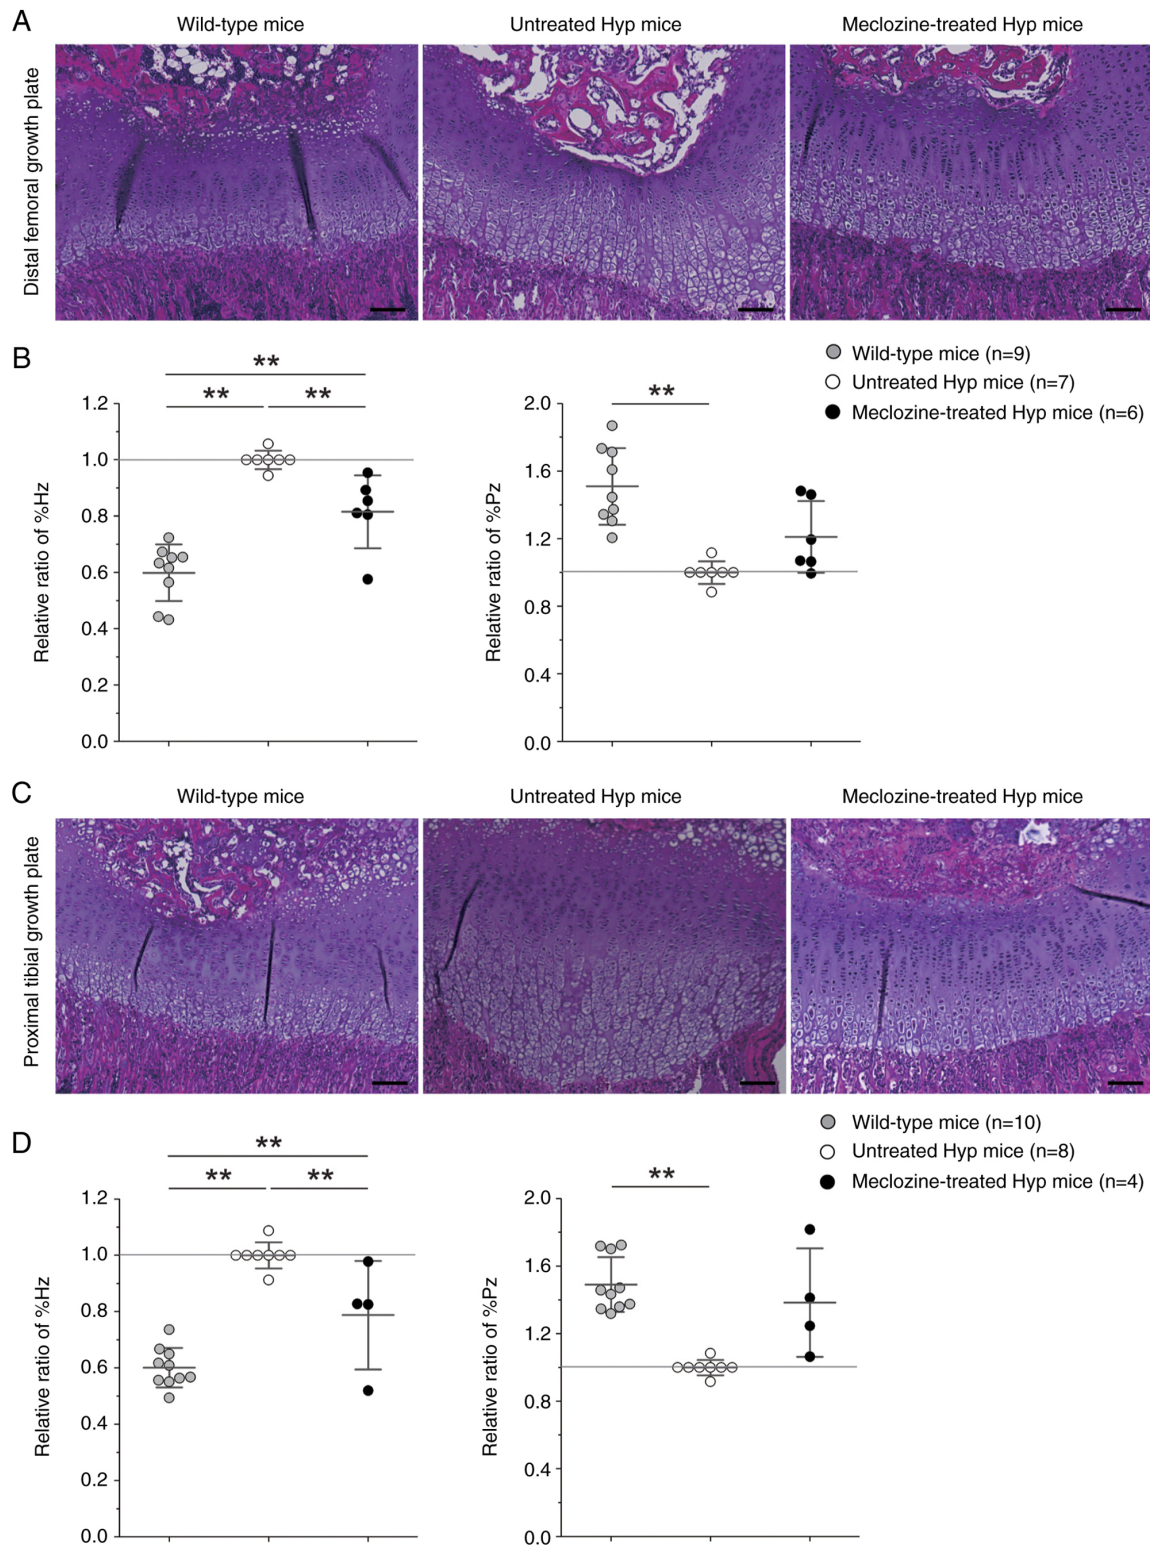 A
Wild-type mice
Untreated Hyp mice
Meclozine-treated Hyp mice
Distal femoral growth plate
B
Wild-type mice (n=9)
Untreated Hyp mice (n=7)
Meclozine-treated Hyp mice (n=6)
**
** **
1.2
1.0
0.8
0.6
0.4
0.2
0.0
Relative ratio of %Hz
**
2.0
1.6
1.2
0.8
0.4
0.0
Relative ratio of %Pz
C
Wild-type mice
Untreated Hyp mice
Meclozine-treated Hyp mice
Proximal tibial growth plate
D
Wild-type mice (n=10)
Untreated Hyp mice (n=8)
Meclozine-treated Hyp mice (n=4)
**
** **
1.2
1.0
0.8
0.6
0.4
0.2
0.0
Relative ratio of %Hz
**
2.0
1.6
1.2
0.8
0.4
0.0
Relative ratio of %Pz